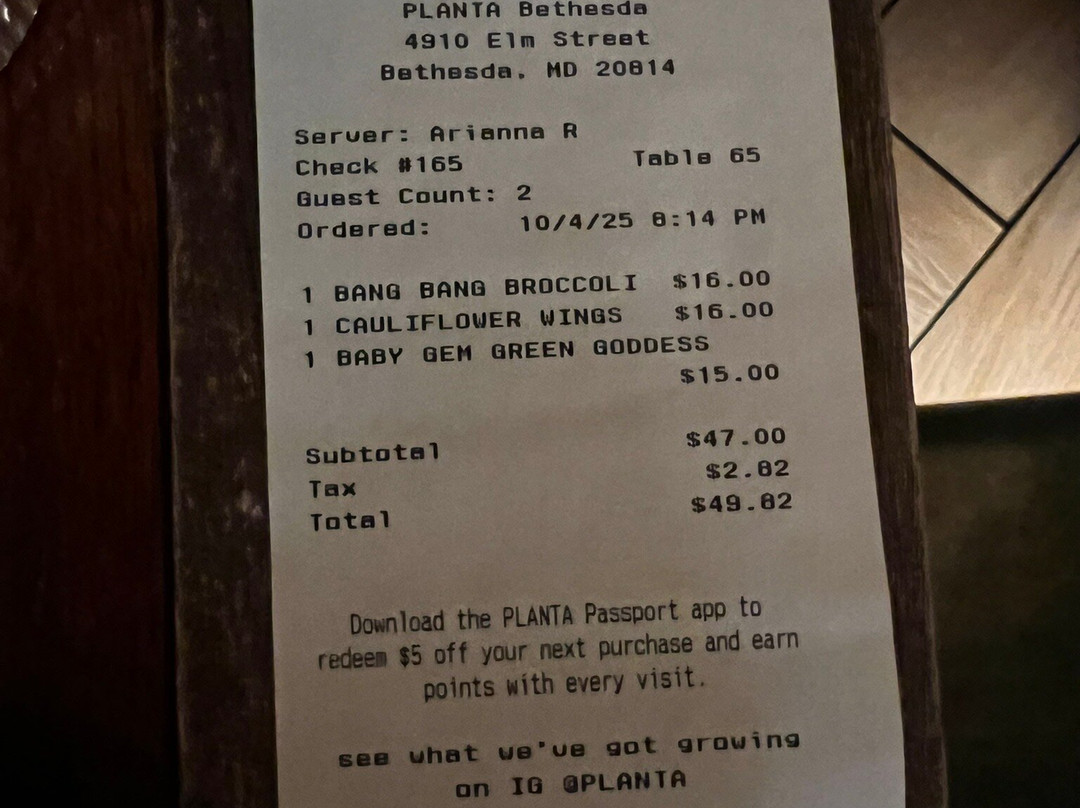 PLANTA Bethesda
4910 Elm Street
Bethesda, MD 20814
Server: Arianna R
Check #165 Table 65
Guest Count: 2
Ordered: 10/4/25 8:14 PM
1 BANG BANG BROCCOLI $16.00
1 CAULIFLOWER WINGS $16.00
1 BABY GEM GREEN GODDESS
$15.00
Subtotal $47.00
Tax $2.82
Total $49.82
Download the PLANTA Passport app to
redeem $5 off your next purchase and earn
points with every visit.
see what we've got growing
on IG @PLANTA